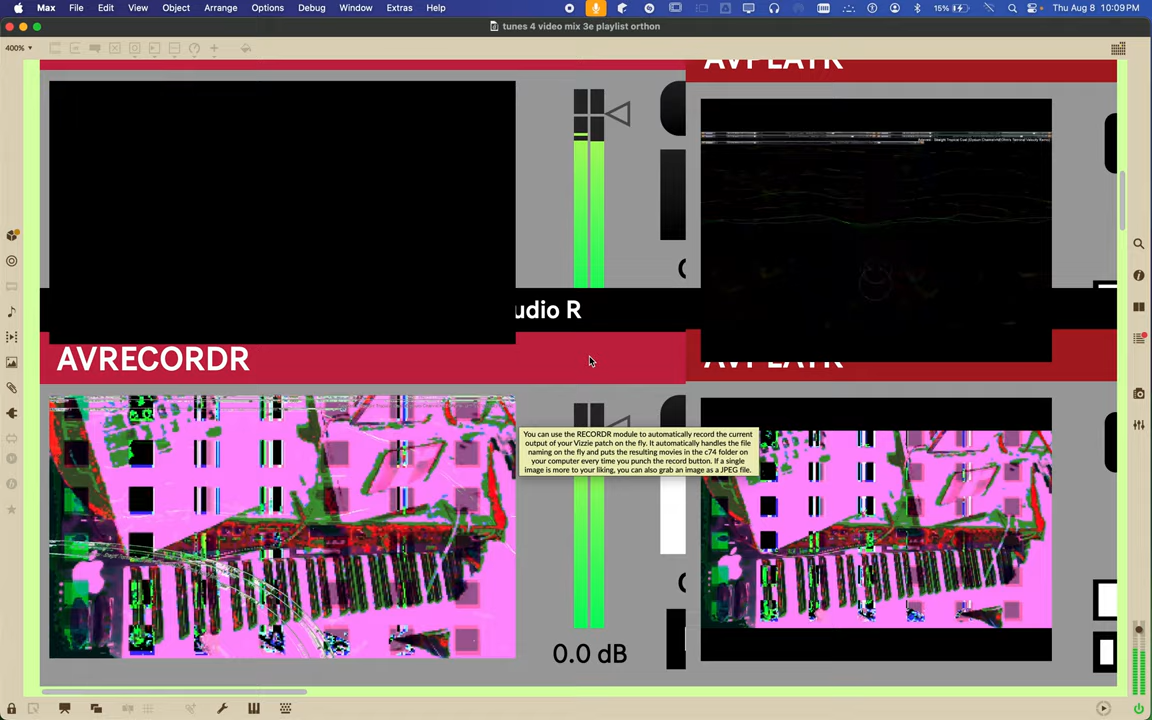 Max File Edit View Object Arrange Options Debug Window Extras Help
15% Thu Aug 8 10:09 PM
tunes 4 video mix 3e playlist orthon
400%
AVPLAYR
udio R
AVRECORDR
AVPLAYR
You can use the RECORDR module to automatically record the current
output of your Vizzie patch on the fly. It automatically handles the file
naming on the fly and puts the resulting movies in the c74 folder on
your computer every time you punch the record button. If a single
image is more to your liking, you can also grab an image as a JPEG file.
0.0 dB